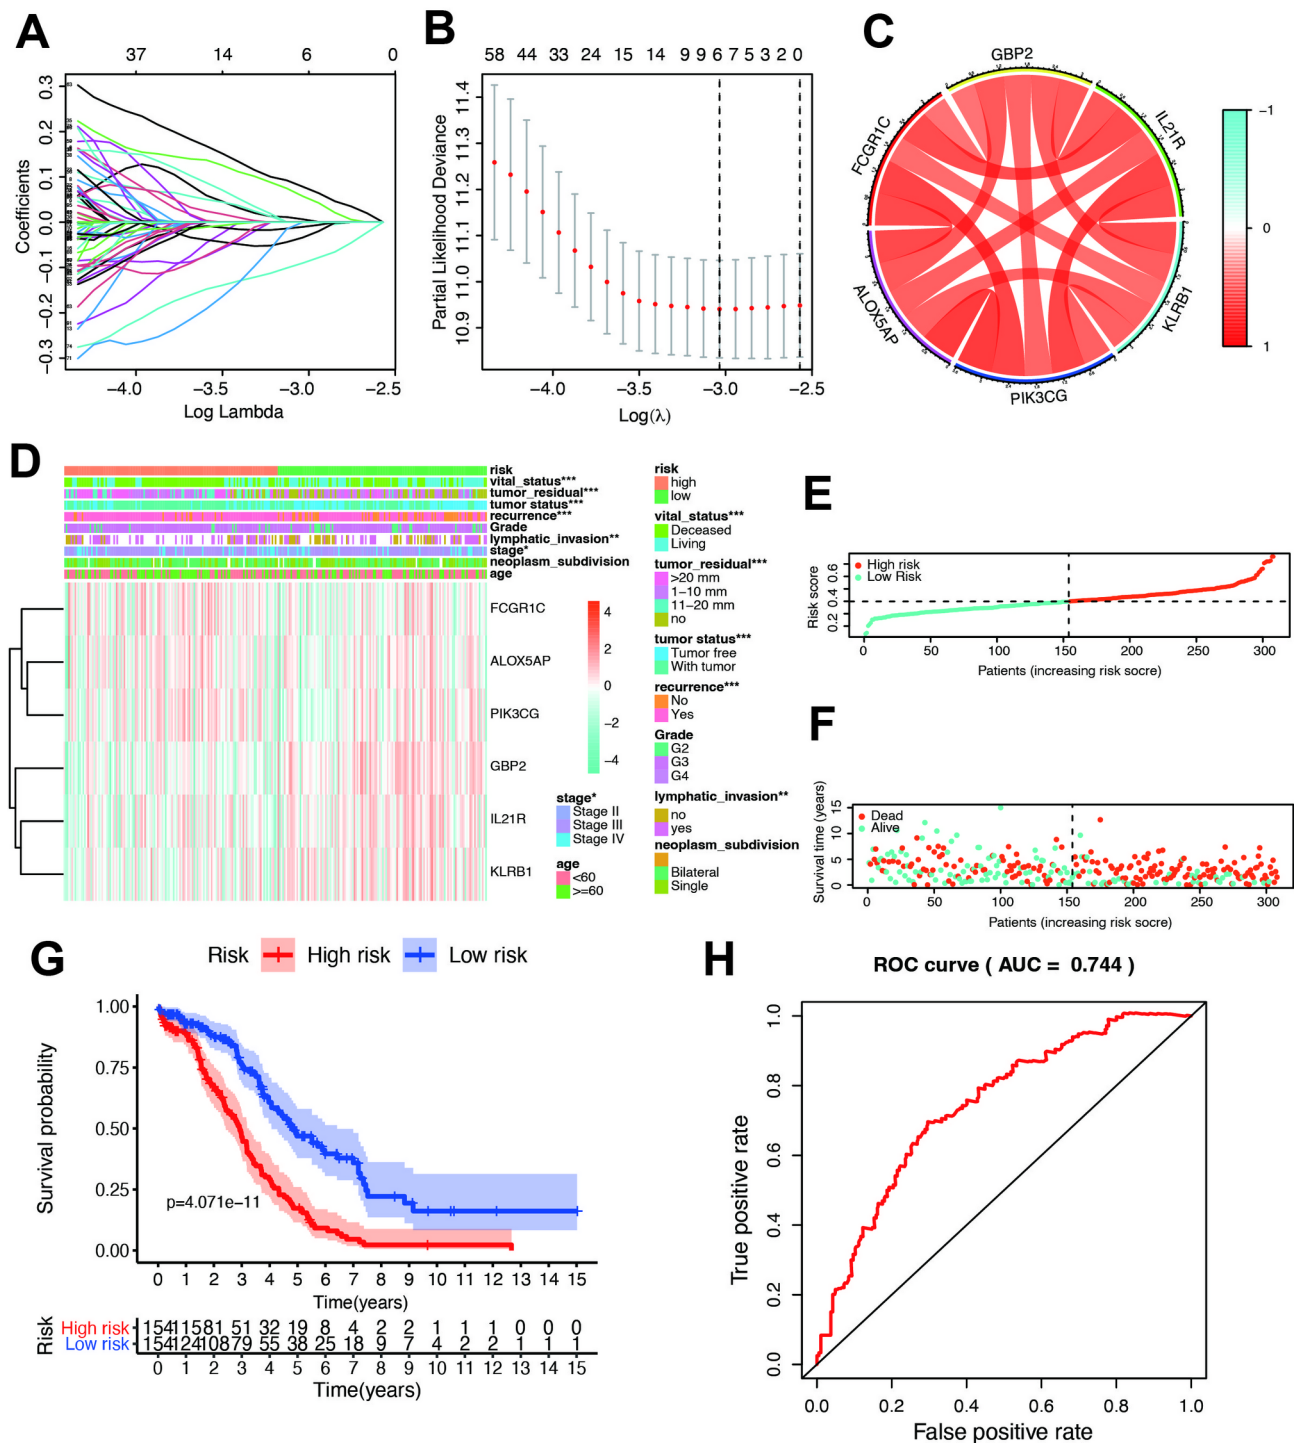 A
37 14 6 0
0.3
0.2
0.1
0.0
−0.1
−0.2
−0.3
Coefficients
−4.0 −3.5 −3.0 −2.5
Log Lambda
B
58 44 33 24 15 14 9 9 6 7 5 3 2 0
11.4
11.3
11.2
11.1
11.0
10.9
Partial Likelihood Deviance
−4.0 −3.5 −3.0 −2.5
Log(λ)
C
GBP2
IL21R
KLRB1
PIK3CG
ALOX5AP
FCGR1C
−1
0
1
D
risk
vital_status***
tumor_residual***
tumor status***
recurrence***
Grade
lymphatic_invasion**
stage*
neoplasm_subdivision
age
FCGR1C
ALOX5AP
PIK3CG
GBP2
IL21R
KLRB1
4
2
0
−2
−4
stage*
Stage II
Stage III
Stage IV
age
<60
>=60
risk
high
low
vital_status***
Deceased
Living
tumor_residual***
>20 mm
1−10 mm
11−20 mm
no
tumor status***
Tumor free
With tumor
recurrence***
No
Yes
Grade
G2
G3
G4
lymphatic_invasion**
no
yes
neoplasm_subdivision
Bilateral
Single
E
High risk
Low Risk
Risk score
0.2 0.4 0.6
0 50 100 150 200 250 300
Patients (increasing risk socre)
F
Dead
Alive
Survival time (years)
0 5 10 15
0 50 100 150 200 250 300
Patients (increasing risk socre)
G
Risk High risk Low risk
1.00
0.75
0.50
0.25
0.00
Survival probability
p=4.071e−11
0 1 2 3 4 5 6 7 8 9 10 11 12 13 14 15
Time(years)
Risk
High risk 154 115 81 51 32 19 8 4 2 2 1 1 1 0 0 0
Low risk 154 124 108 79 55 38 25 18 9 7 4 2 2 1 1 1
0 1 2 3 4 5 6 7 8 9 10 11 12 13 14 15
Time(years)
H
ROC curve ( AUC = 0.744 )
True positive rate
0.0 0.2 0.4 0.6 0.8 1.0
0.0 0.2 0.4 0.6 0.8 1.0
False positive rate